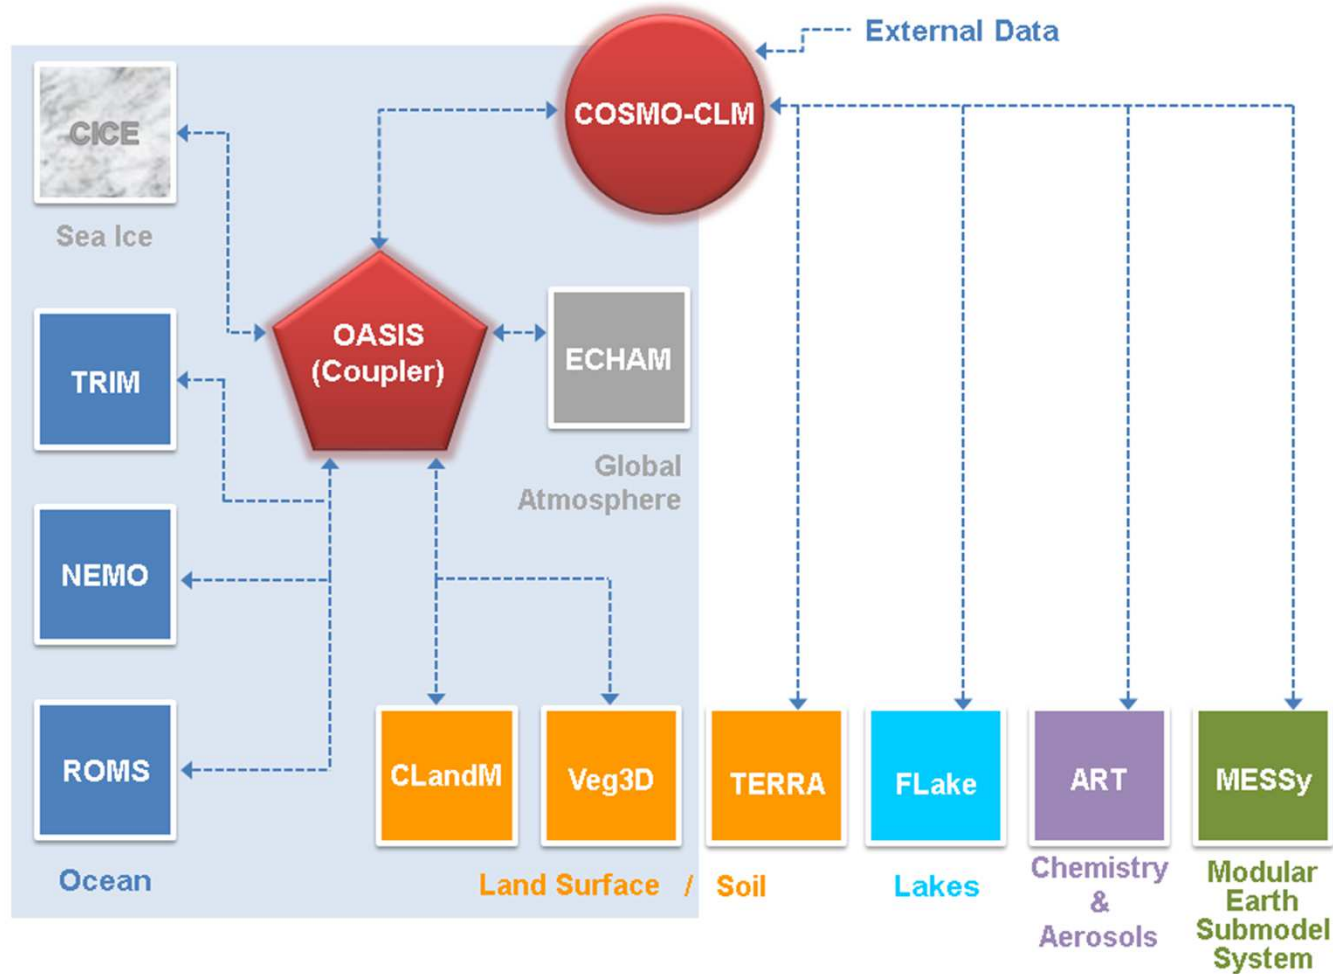 External Data
COSMO-CLM
CICE
Sea Ice
OASIS
(Coupler)
ECHAM
Global
Atmosphere
TRIM
NEMO
ROMS
Ocean
CLandM
Veg3D
TERRA
FLake
ART
MESSy
Land Surface / Soil
Lakes
Chemistry
&
Aerosols
Modular
Earth
Submodel
System